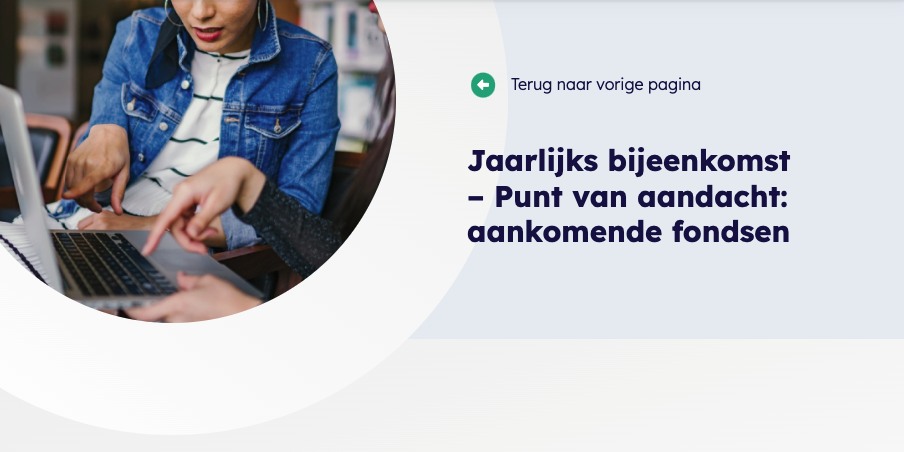 Terug naar vorige pagina
Jaarlijks bijeenkomst
– Punt van aandacht:
aankomende fondsen